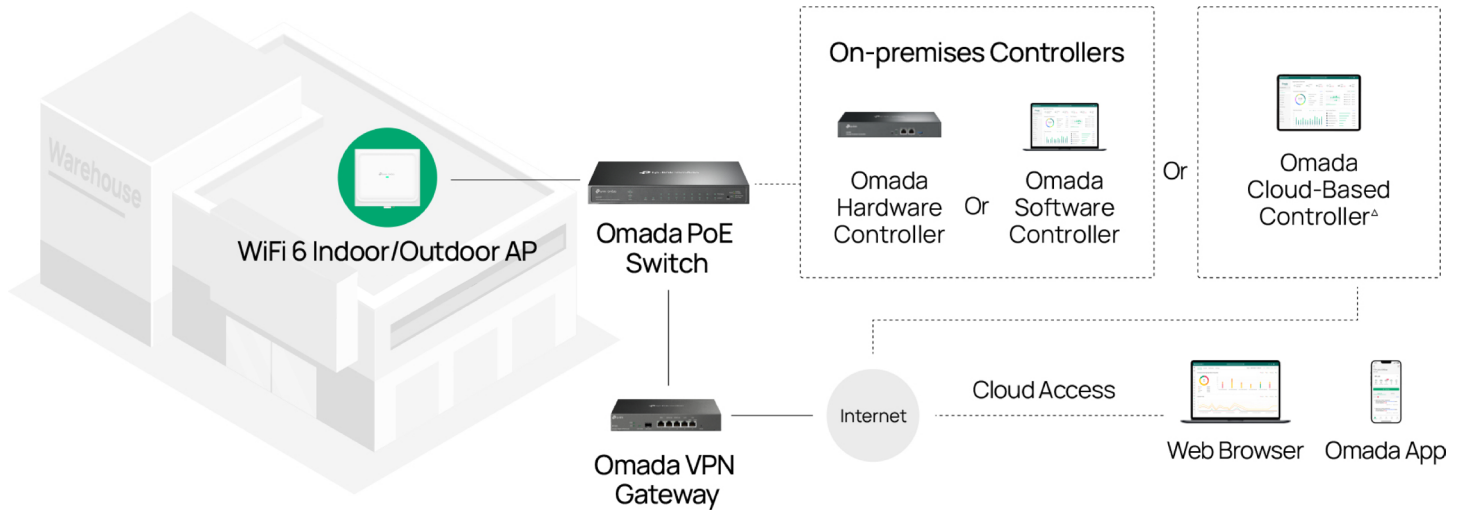 Warehouse
WiFi 6 Indoor/Outdoor AP
Omada PoE
Switch
On-premises Controllers
Omada
Hardware
Controller
Or
Omada
Software
Controller
Or
Omada
Cloud-Based
Controller△
Omada VPN
Gateway
Internet
Cloud Access
Web Browser
Omada App